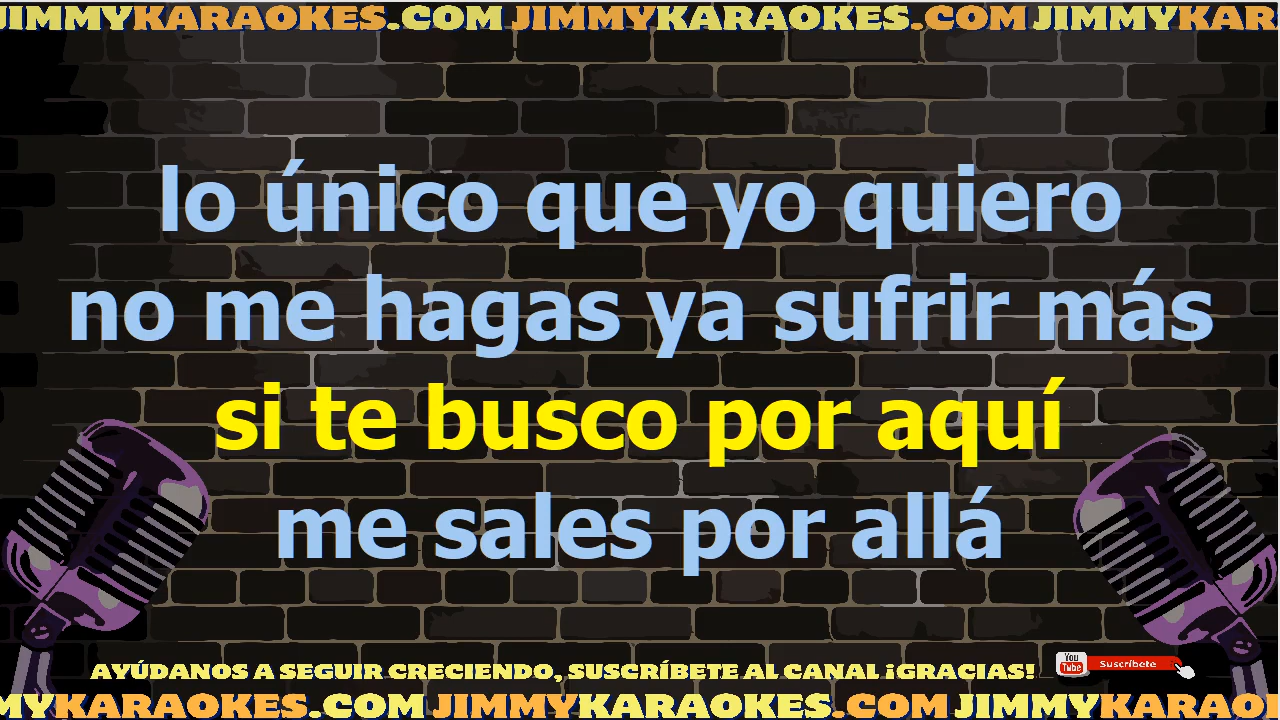 JIMMYKARAOKES.COM JIMMYKARAOKES.COM JIMMYKAR
lo único que yo quiero
no me hagas ya sufrir más
si te busco por aquí
me sales por allá
AYÚDANOS A SEGUIR CRECIENDO, SUSCRÍBETE AL CANAL ¡GRACIAS!
You Tube Suscríbete
MYKARAOKES.COM JIMMYKARAOKES.COM JIMMYKARAO